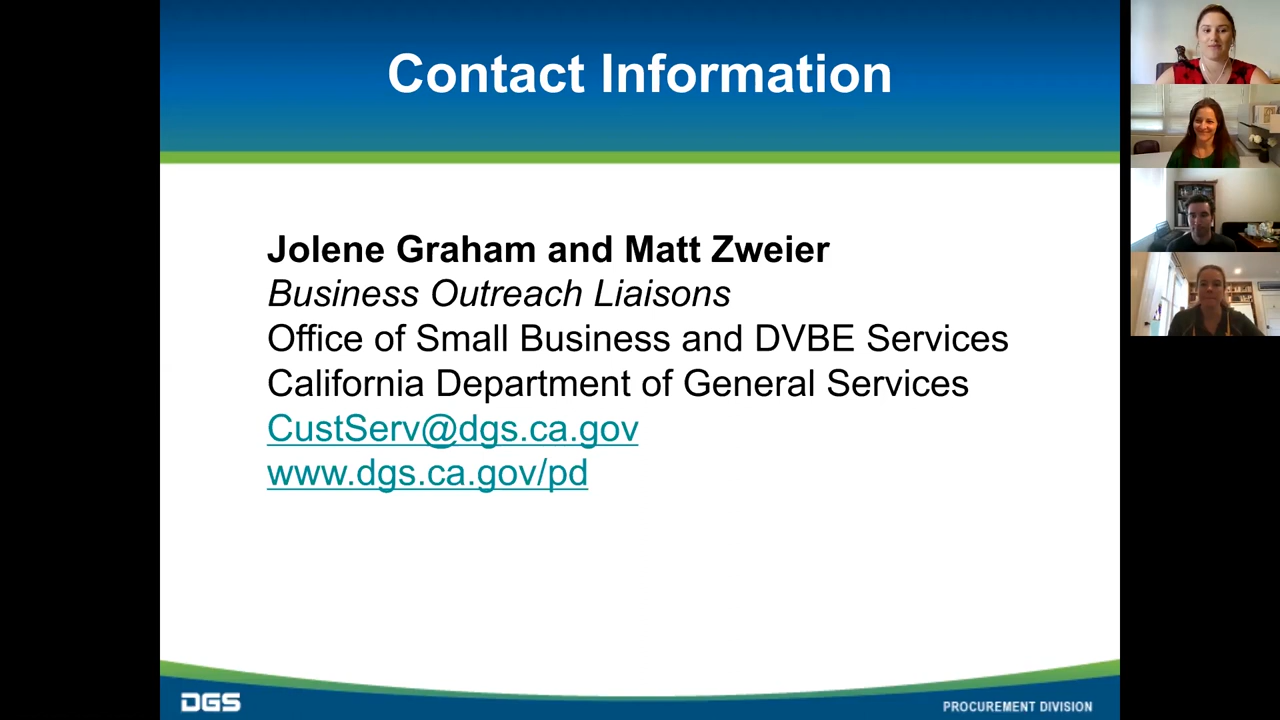 Contact Information
Jolene Graham and Matt Zweier
Business Outreach Liaisons
Office of Small Business and DVBE Services
California Department of General Services
CustServ@dgs.ca.gov
www.dgs.ca.gov/pd
DGS
PROCUREMENT DIVISION